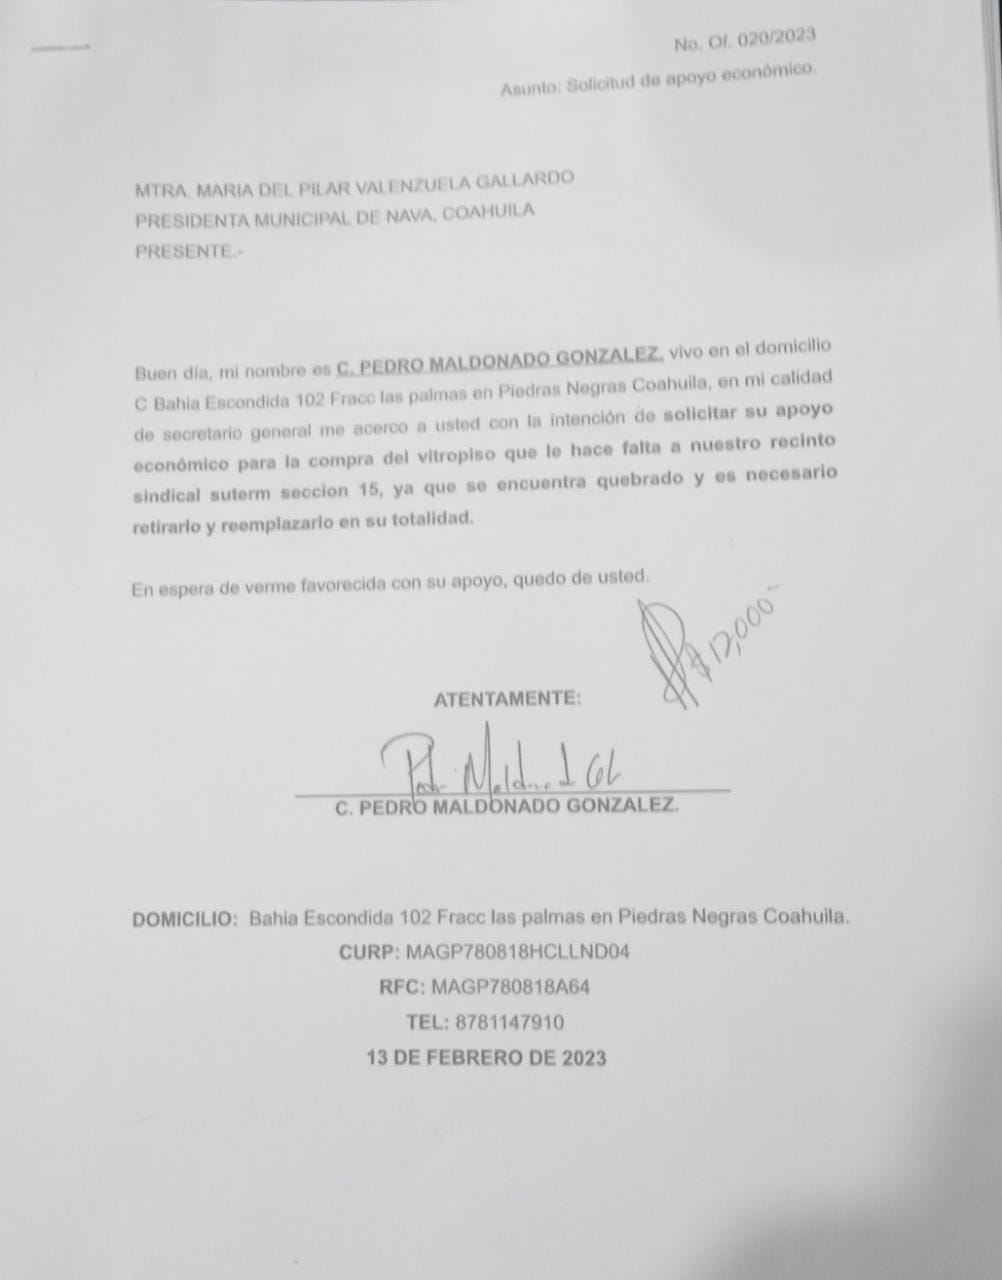 No. Of. 020/2023
Asunto: Solicitud de apoyo económico.
MTRA. MARIA DEL PILAR VALENZUELA GALLARDO
PRESIDENTA MUNICIPAL DE NAVA, COAHUILA
PRESENTE.-
Buen día, mi nombre es C. PEDRO MALDONADO GONZALEZ, vivo en el domicilio
C Bahia Escondida 102 Fracc las palmas en Piedras Negras Coahuila, en mi calidad
de secretario general me acerco a usted con la intención de solicitar su apoyo
económico para la compra del vitropiso que le hace falta a nuestro recinto
sindical suterm seccion 15, ya que se encuentra quebrado y es necesario
retirarlo y reemplazarlo en su totalidad.
En espera de verme favorecida con su apoyo, quedo de usted.
$12,000-
ATENTAMENTE:
C. PEDRO MALDONADO GONZALEZ.
DOMICILIO: Bahia Escondida 102 Fracc las palmas en Piedras Negras Coahuila.
CURP: MAGP780818HCLLND04
RFC: MAGP780818A64
TEL: 8781147910
13 DE FEBRERO DE 2023